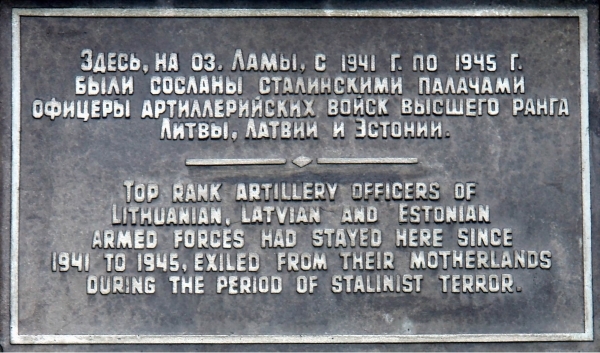 Здесь, на оз. Ламы, с 1941 г. по 1945 г.
были сосланы сталинскими палачами
офицеры артиллерийских войск высшего ранга
Литвы, Латвии и Эстонии.
Top rank artillery officers of
Lithuanian, Latvian and Estonian
armed forces had stayed here since
1941 to 1945, exiled from their motherlands
during the period of Stalinist terror.